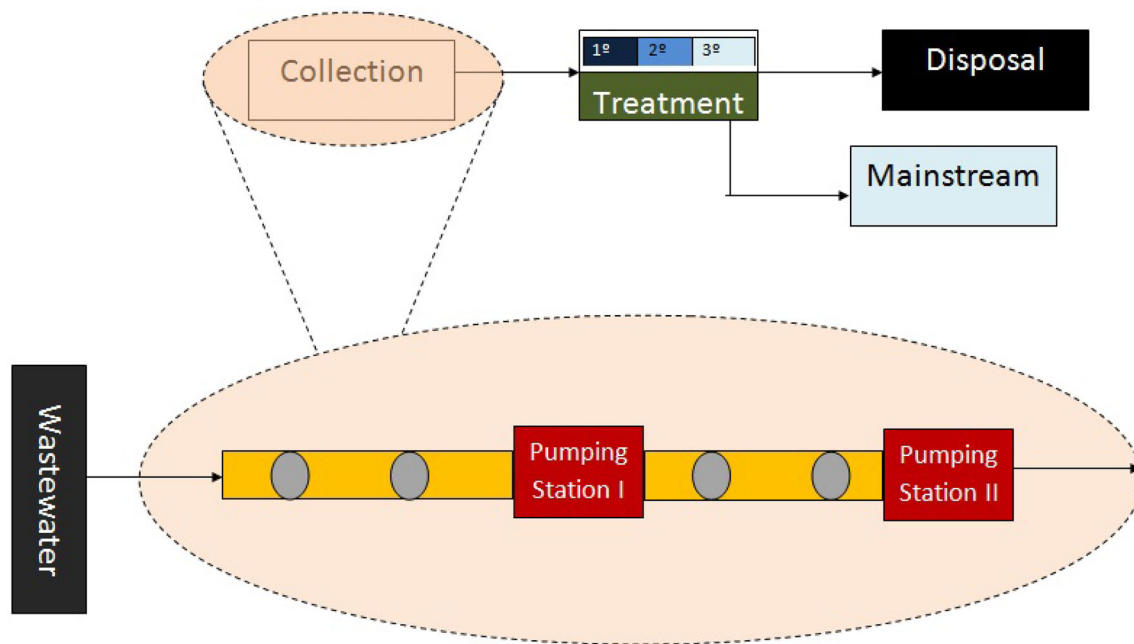 Collection
1º 2º 3º
Treatment
Disposal
Mainstream
Wastewater
Pumping
Station I
Pumping
Station II